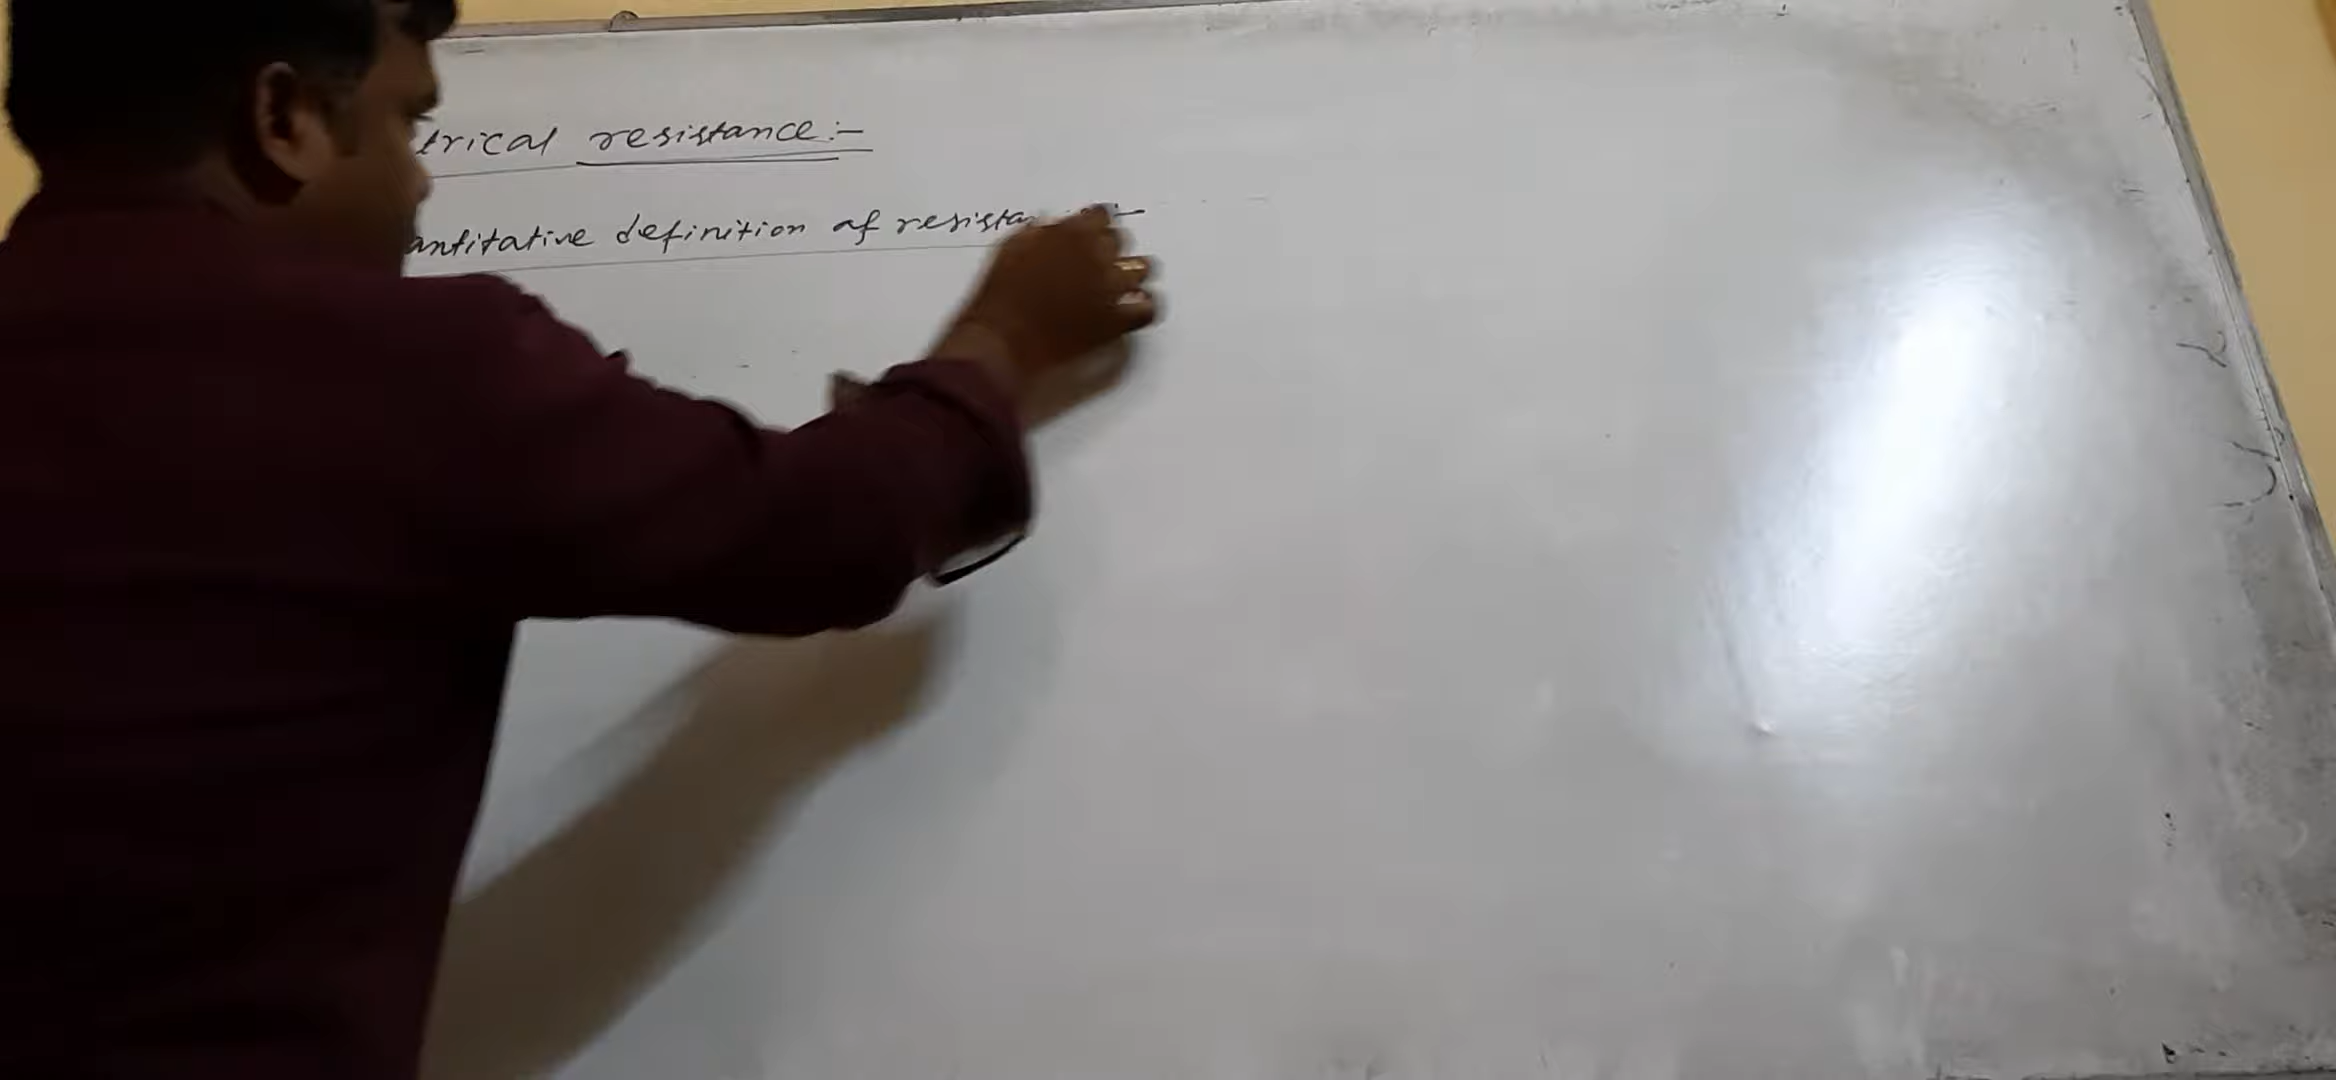 trical resistance:-
antitative definition of resista